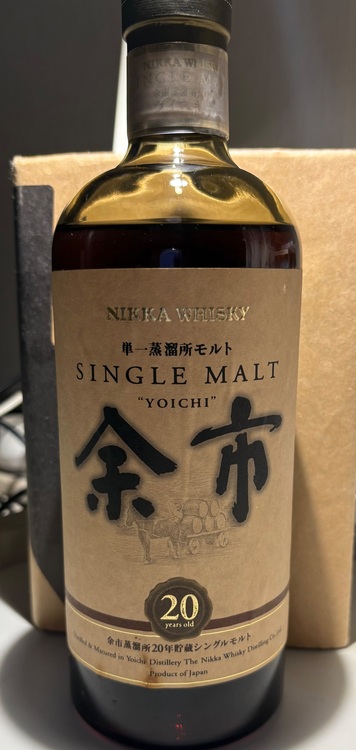 NIKKA WHISKY
NIKKA WHISKY
単一蒸溜所モルト
SINGLE MALT
“YOICHI”
余市
20
years old
余市蒸溜所20年貯蔵シングルモルト
Distilled & Matured in Yoichi Distillery The Nikka Whisky Distilling Co., Ltd.
Product of Japan